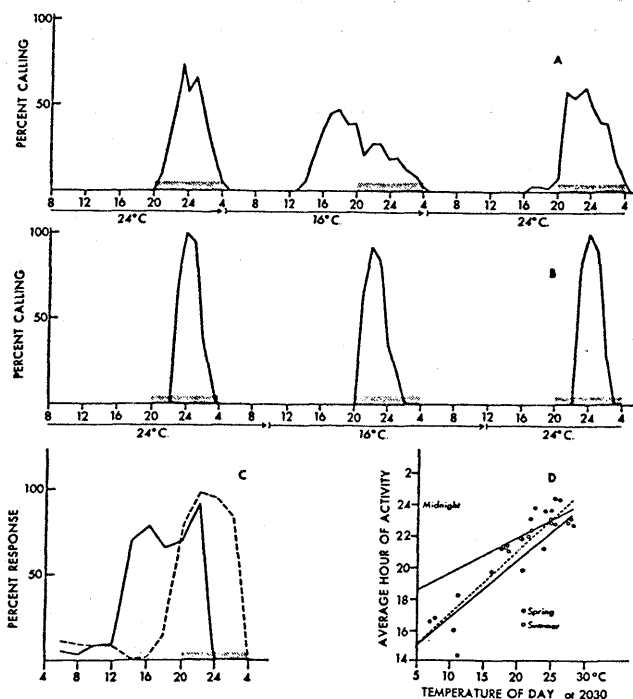 100
PERCENT CALLING
50
A
8 12 16 20 24 4 8 12 16 20 24 4 8 12 16 20 24 4
24°C. 16°C. 24°C
100
PERCENT CALLING
50
B
8 12 16 20 24 4 8 12 16 20 24 4 8 12 16 20 24 4
24°C. 16°C. 24°C
C
100
PERCENT RESPONSE
50
4 8 12 16 20 24 4
D
AVERAGE HOUR OF ACTIVITY
2
Midnight
24
22
20
18
16
14
Spring
Summer
5 10 15 20 25 30°C
TEMPERATURE OF DAY at 2030